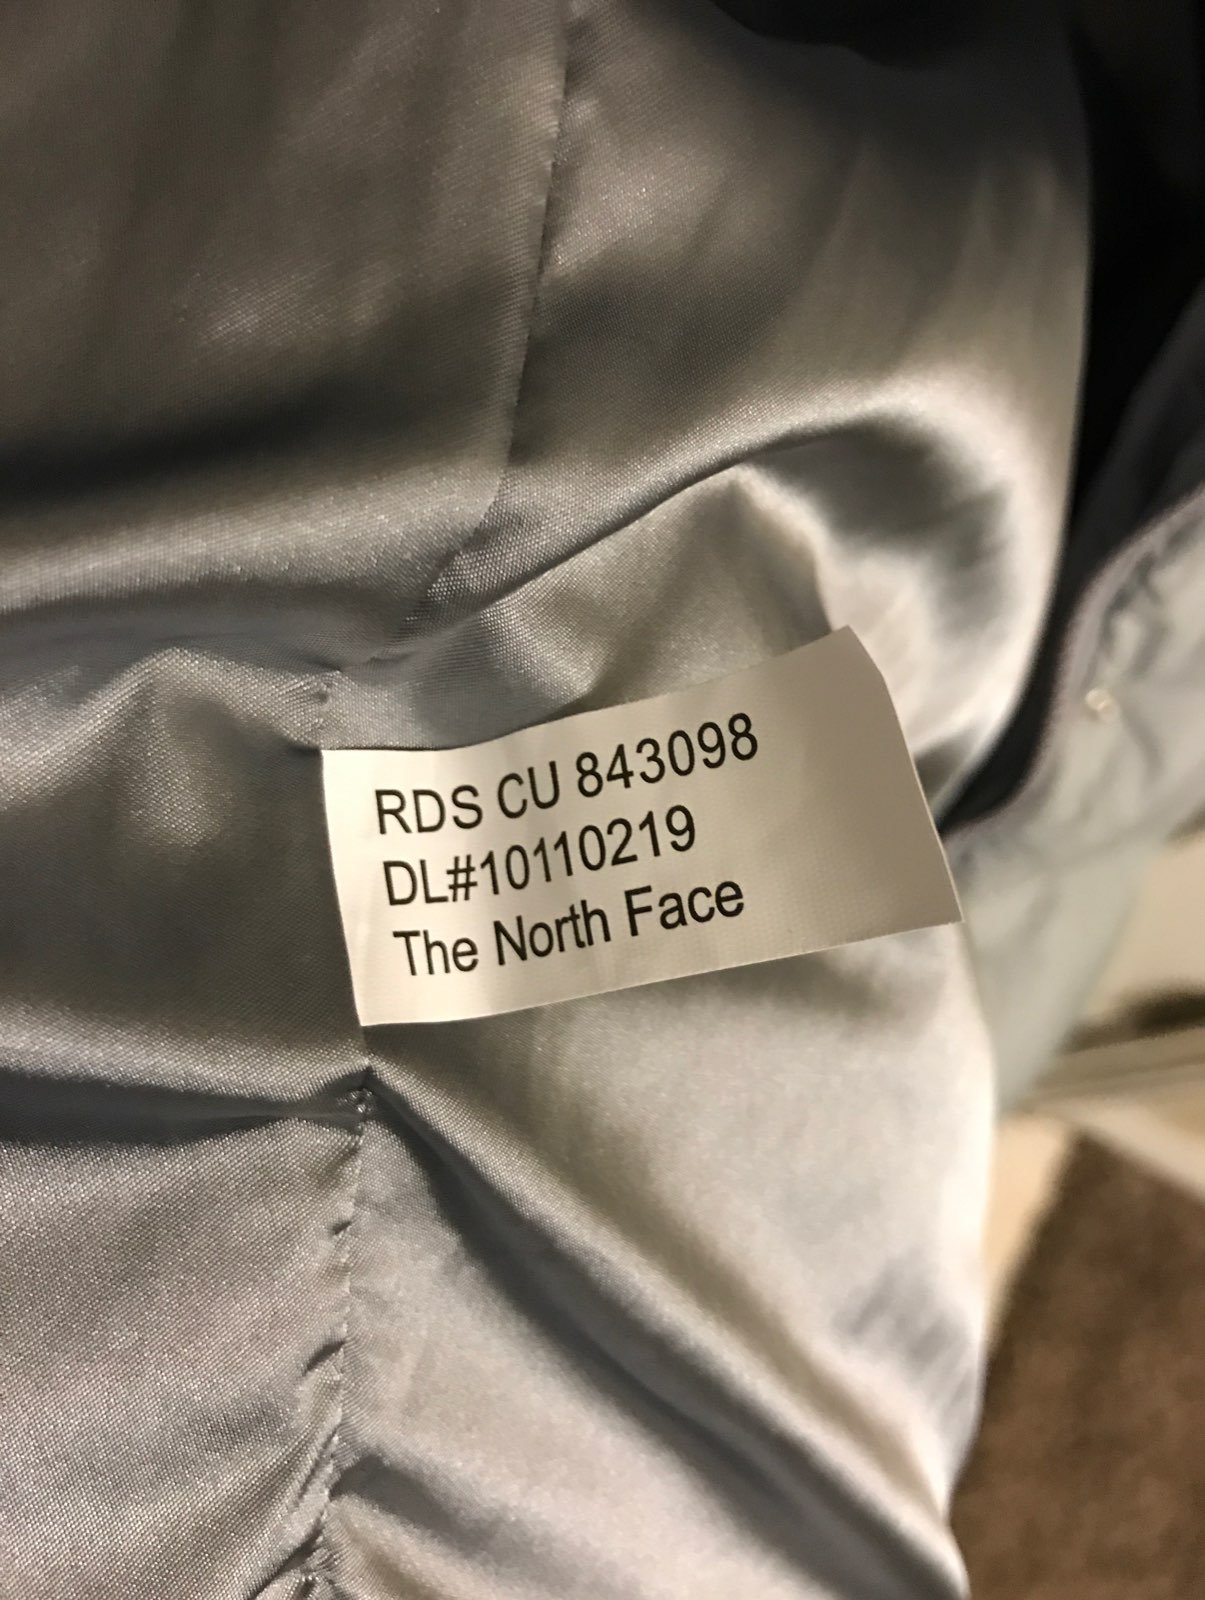 RDS CU 843098
DL#10110219
The North Face